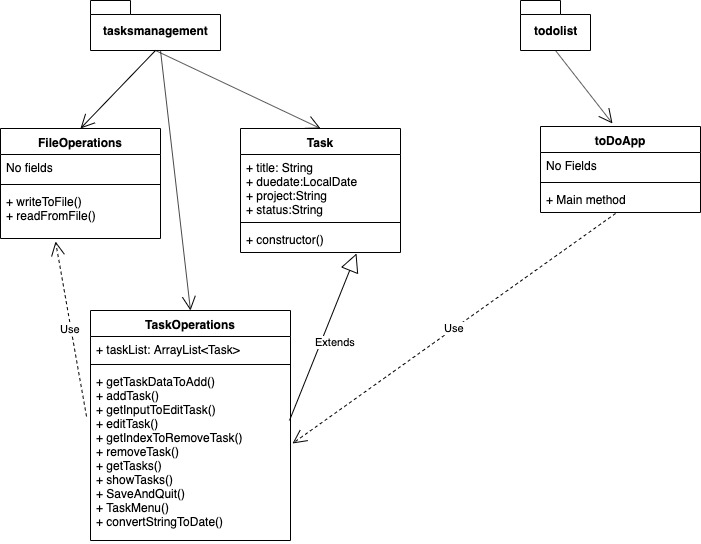 tasksmanagement
todolist
FileOperations
No fields
+ writeToFile()
+ readFromFile()
Task
+ title: String
+ duedate:LocalDate
+ project:String
+ status:String
+ constructor()
toDoApp
No Fields
+ Main method
Use
Extends
Use
TaskOperations
+ taskList: ArrayList<Task>
+ getTaskDataToAdd()
+ addTask()
+ getInputToEditTask()
+ editTask()
+ getIndexToRemoveTask()
+ removeTask()
+ getTasks()
+ showTasks()
+ SaveAndQuit()
+ TaskMenu()
+ convertStringToDate()